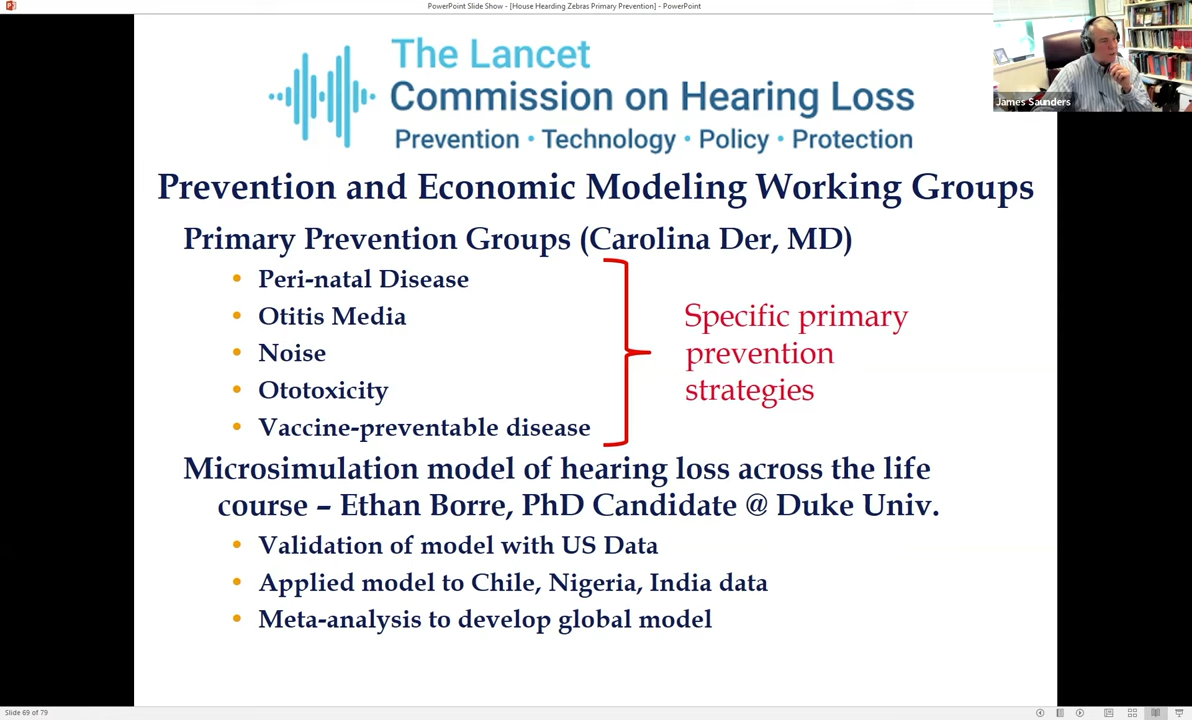 PowerPoint Slide Show - [House Hearding Zebras Primary Prevention] - PowerPoint
The Lancet
Commission on Hearing Loss
Prevention • Technology • Policy • Protection
James Saunders
Prevention and Economic Modeling Working Groups
Primary Prevention Groups (Carolina Der, MD)
• Peri-natal Disease
• Otitis Media
• Noise
• Ototoxicity
• Vaccine-preventable disease
Specific primary
prevention
strategies
Microsimulation model of hearing loss across the life
course – Ethan Borre, PhD Candidate @ Duke Univ.
• Validation of model with US Data
• Applied model to Chile, Nigeria, India data
• Meta-analysis to develop global model
Slide 69 of 79